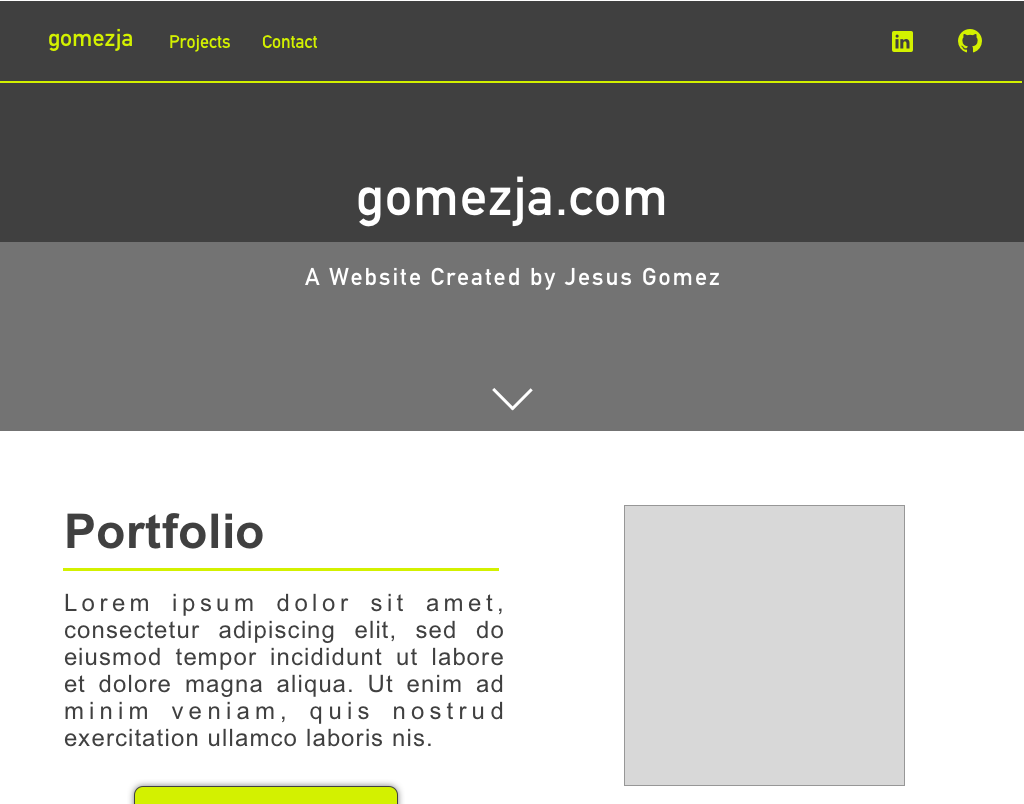 gomezja Projects Contact in
gomezja.com
A Website Created by Jesus Gomez
Portfolio
Lorem ipsum dolor sit amet,
consectetur adipiscing elit, sed do
eiusmod tempor incididunt ut labore
et dolore magna aliqua. Ut enim ad
minim veniam, quis nostrud
exercitation ullamco laboris nis.